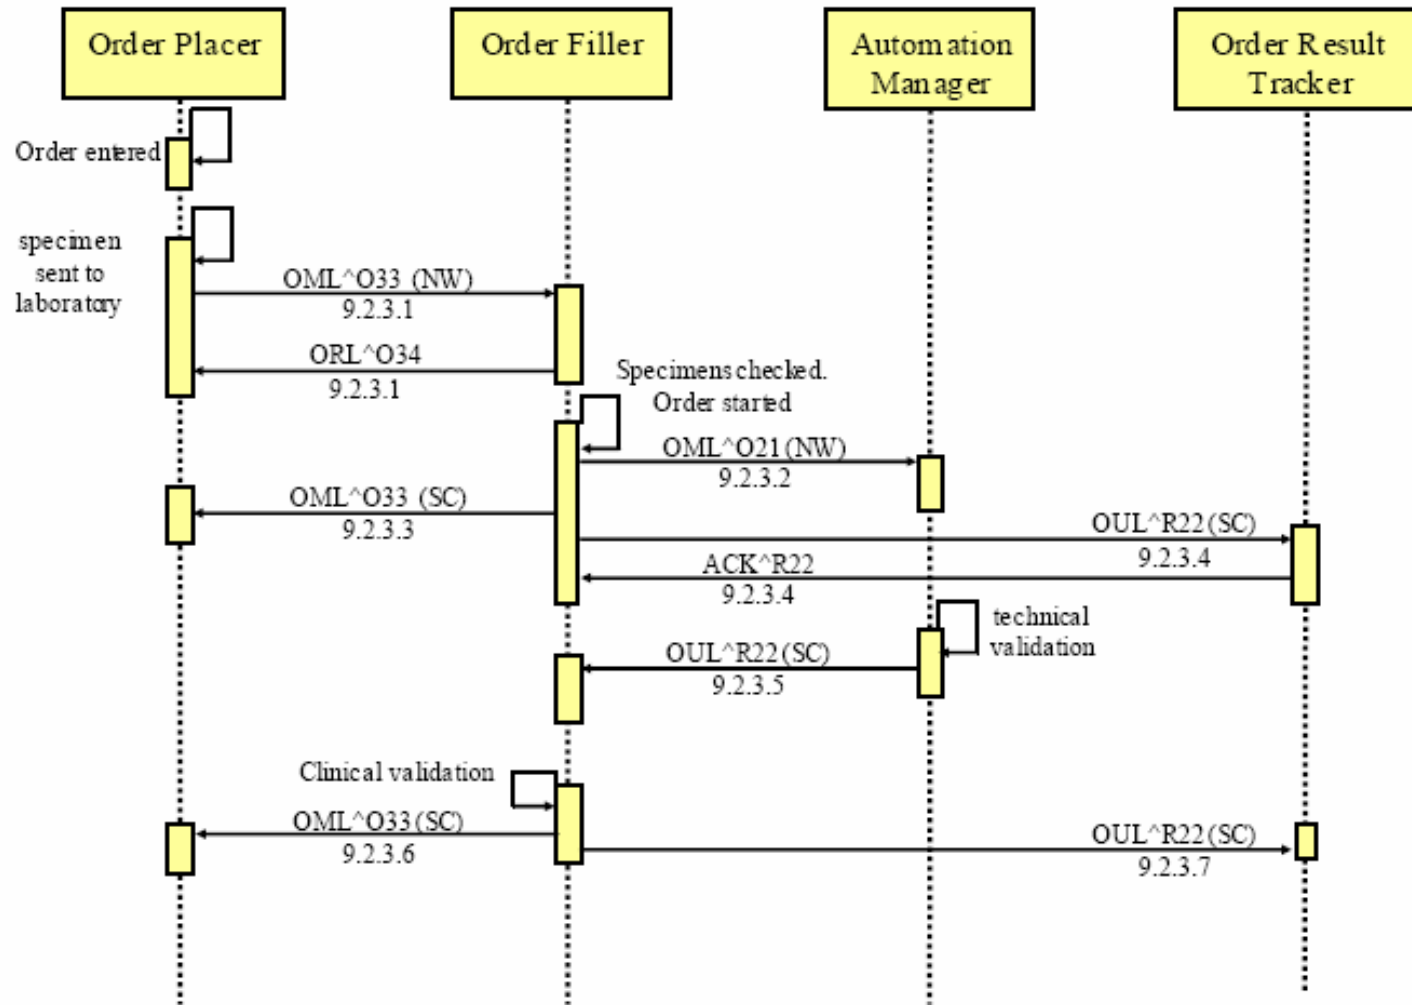 Order Placer
Order Filler
Automation
Manager
Order Result
Tracker
Order entered
specimen
sent to
laboratory
OML^O33 (NW)
9.2.3.1
ORL^O34
9.2.3.1
Specimens checked.
Order started
OML^O21 (NW)
9.2.3.2
OML^O33 (SC)
9.2.3.3
OUL^R22 (SC)
9.2.3.4
ACK^R22
9.2.3.4
technical
validation
OUL^R22 (SC)
9.2.3.5
Clinical validation
OML^O33 (SC)
9.2.3.6
OUL^R22 (SC)
9.2.3.7